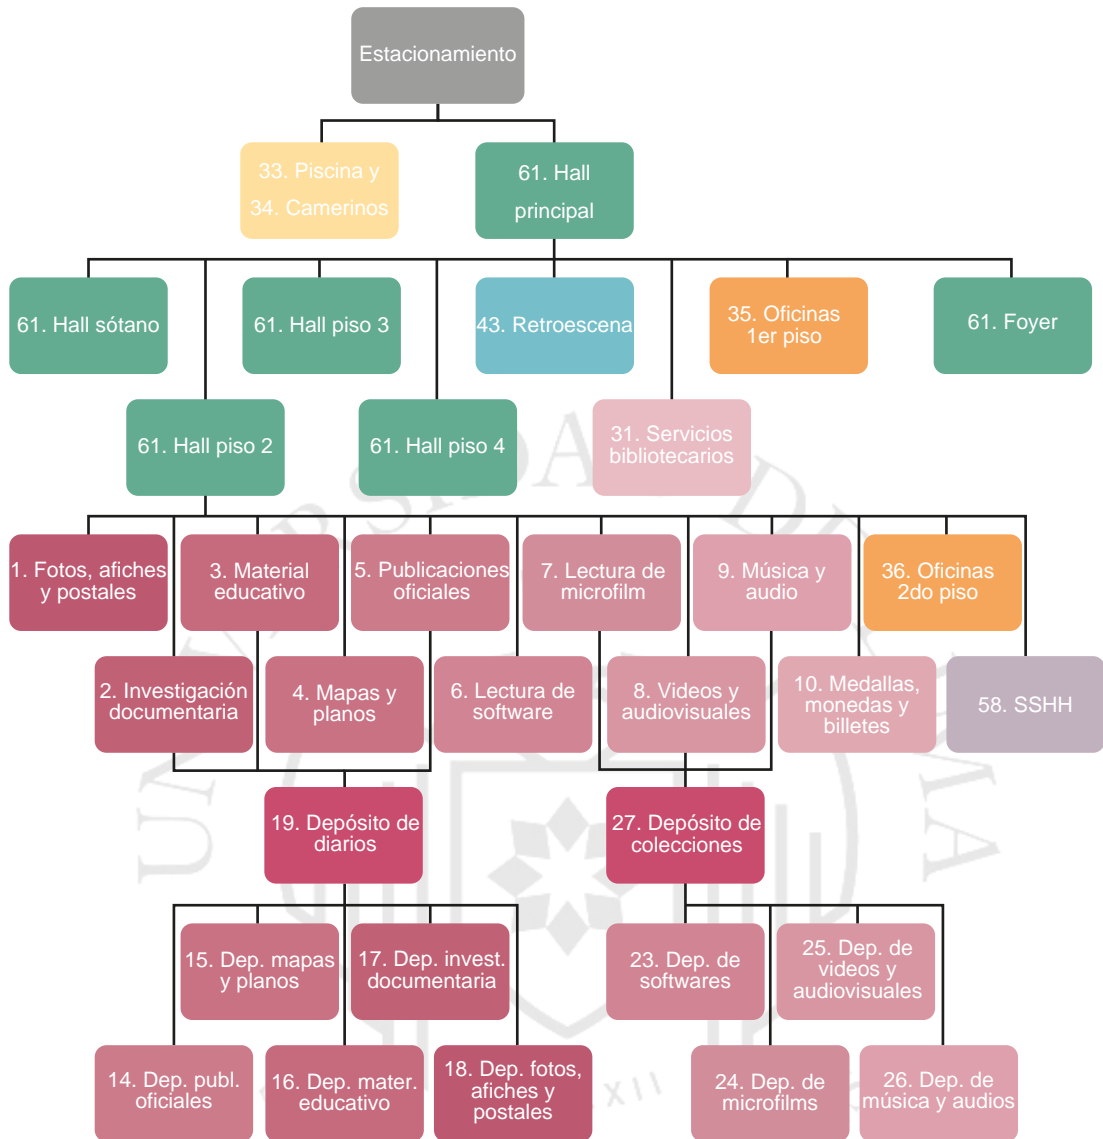 Estacionamiento
33. Piscina y
34. Camerinos
61. Hall
principal
61. Hall sótano
61. Hall piso 3
43. Retroescena
35. Oficinas
1er piso
61. Foyer
61. Hall piso 2
61. Hall piso 4
31. Servicios
bibliotecarios
1. Fotos, afiches
y postales
3. Material
educativo
5. Publicaciones
oficiales
7. Lectura de
microfilm
9. Música y
audio
36. Oficinas
2do piso
2. Investigación
documentaria
4. Mapas y
planos
6. Lectura de
software
8. Videos y
audiovisuales
10. Medallas,
monedas y
billetes
58. SSHH
19. Depósito de
diarios
27. Depósito de
colecciones
15. Dep. mapas
y planos
17. Dep. invest.
documentaria
23. Dep. de
softwares
25. Dep. de
videos y
audiovisuales
14. Dep. publ.
oficiales
16. Dep. mater.
educativo
18. Dep. fotos,
afiches y
postales
24. Dep. de
microfilms
26. Dep. de
música y audios